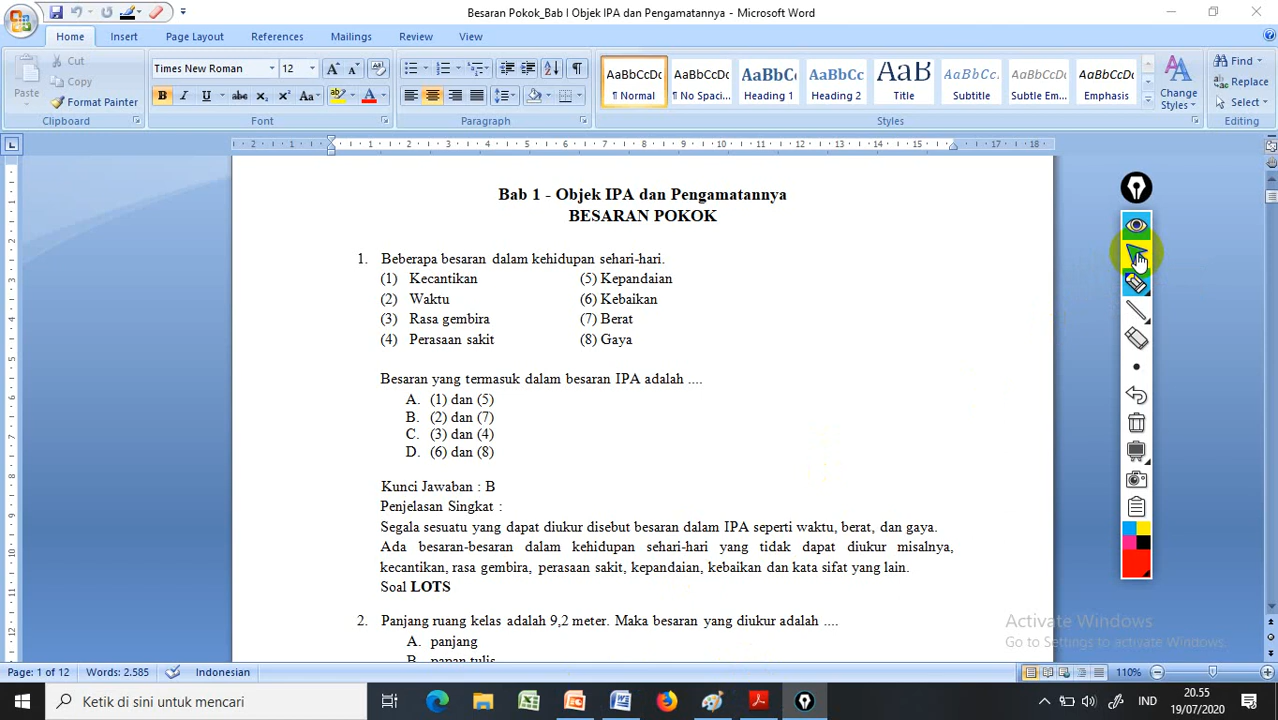 Besaran Pokok_Bab I Objek IPA dan Pengamatannya - Microsoft Word
Home Insert Page Layout References Mailings Review View
Cut
Copy
Paste
Format Painter
Clipboard
Times New Roman 12
Font
Paragraph
AaBbCcDc AaBbCcDc AaBbCc AaBbCc AaB AaBbCc. AaBbCcDc AaBbCcDc
¶ Normal ¶ No Spaci... Heading 1 Heading 2 Title Subtitle Subtle Em... Emphasis
Change Styles
Styles
Find
Replace
Select
Editing
Bab 1 - Objek IPA dan Pengamatannya
BESARAN POKOK
1. Beberapa besaran dalam kehidupan sehari-hari.
(1) Kecantikan (5) Kepandaian
(2) Waktu (6) Kebaikan
(3) Rasa gembira (7) Berat
(4) Perasaan sakit (8) Gaya
Besaran yang termasuk dalam besaran IPA adalah ....
A. (1) dan (5)
B. (2) dan (7)
C. (3) dan (4)
D. (6) dan (8)
Kunci Jawaban : B
Penjelasan Singkat :
Segala sesuatu yang dapat diukur disebut besaran dalam IPA seperti waktu, berat, dan gaya.
Ada besaran-besaran dalam kehidupan sehari-hari yang tidak dapat diukur misalnya,
kecantikan, rasa gembira, perasaan sakit, kepandaian, kebaikan dan kata sifat yang lain.
Soal LOTS
2. Panjang ruang kelas adalah 9,2 meter. Maka besaran yang diukur adalah ....
A. panjang
B. papan tulis
Activate Windows
Go to Settings to activate Windows.
Page: 1 of 12 Words: 2.585 Indonesian 110%
Ketik di sini untuk mencari
IND
20.55
19/07/2020